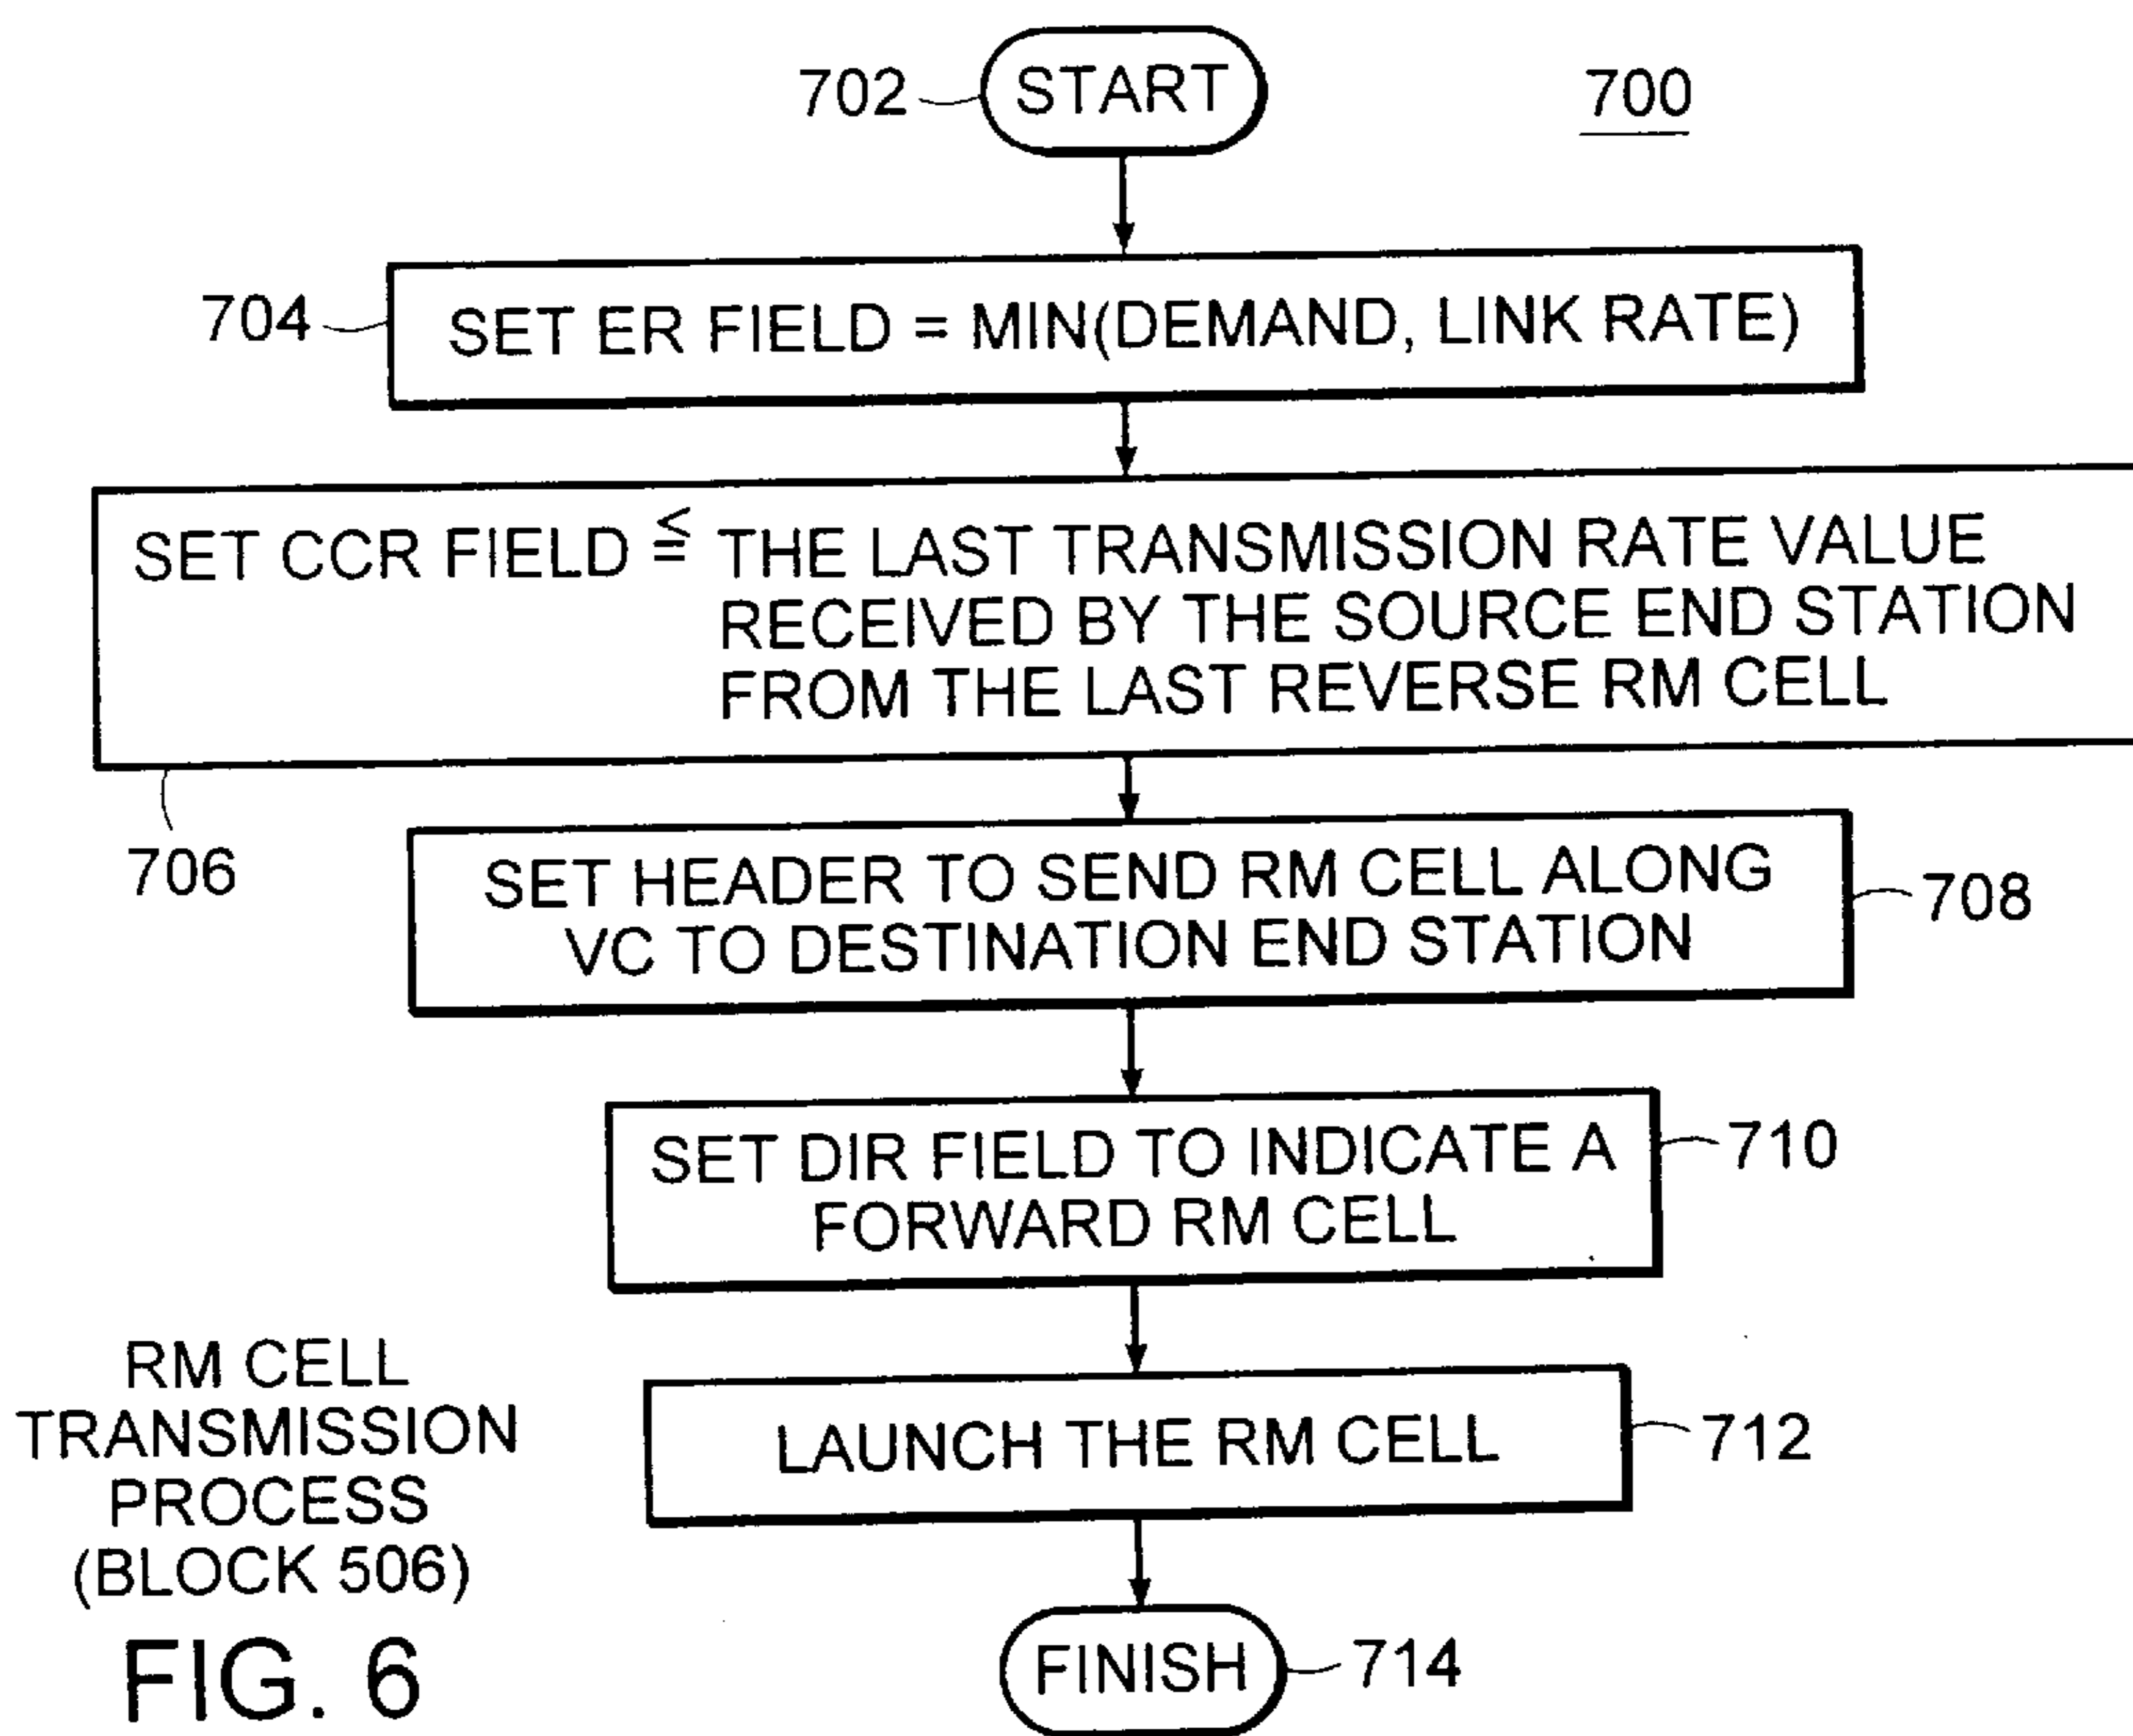 702
START
700
704
SET ER FIELD = MIN(DEMAND, LINK RATE)
SET CCR FIELD ≦ THE LAST TRANSMISSION RATE VALUE
RECEIVED BY THE SOURCE END STATION
FROM THE LAST REVERSE RM CELL
706
SET HEADER TO SEND RM CELL ALONG
VC TO DESTINATION END STATION
708
SET DIR FIELD TO INDICATE A
FORWARD RM CELL
710
LAUNCH THE RM CELL
712
FINISH
714
RM CELL
TRANSMISSION
PROCESS
(BLOCK 506)
FIG. 6